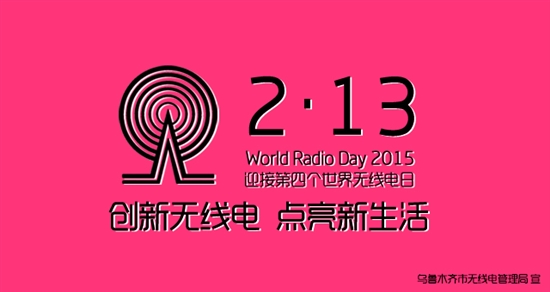 2·13
World Radio Day 2015
迎接第四个世界无线电日
创新无线电 点亮新生活
乌鲁木齐市无线电管理局 宣